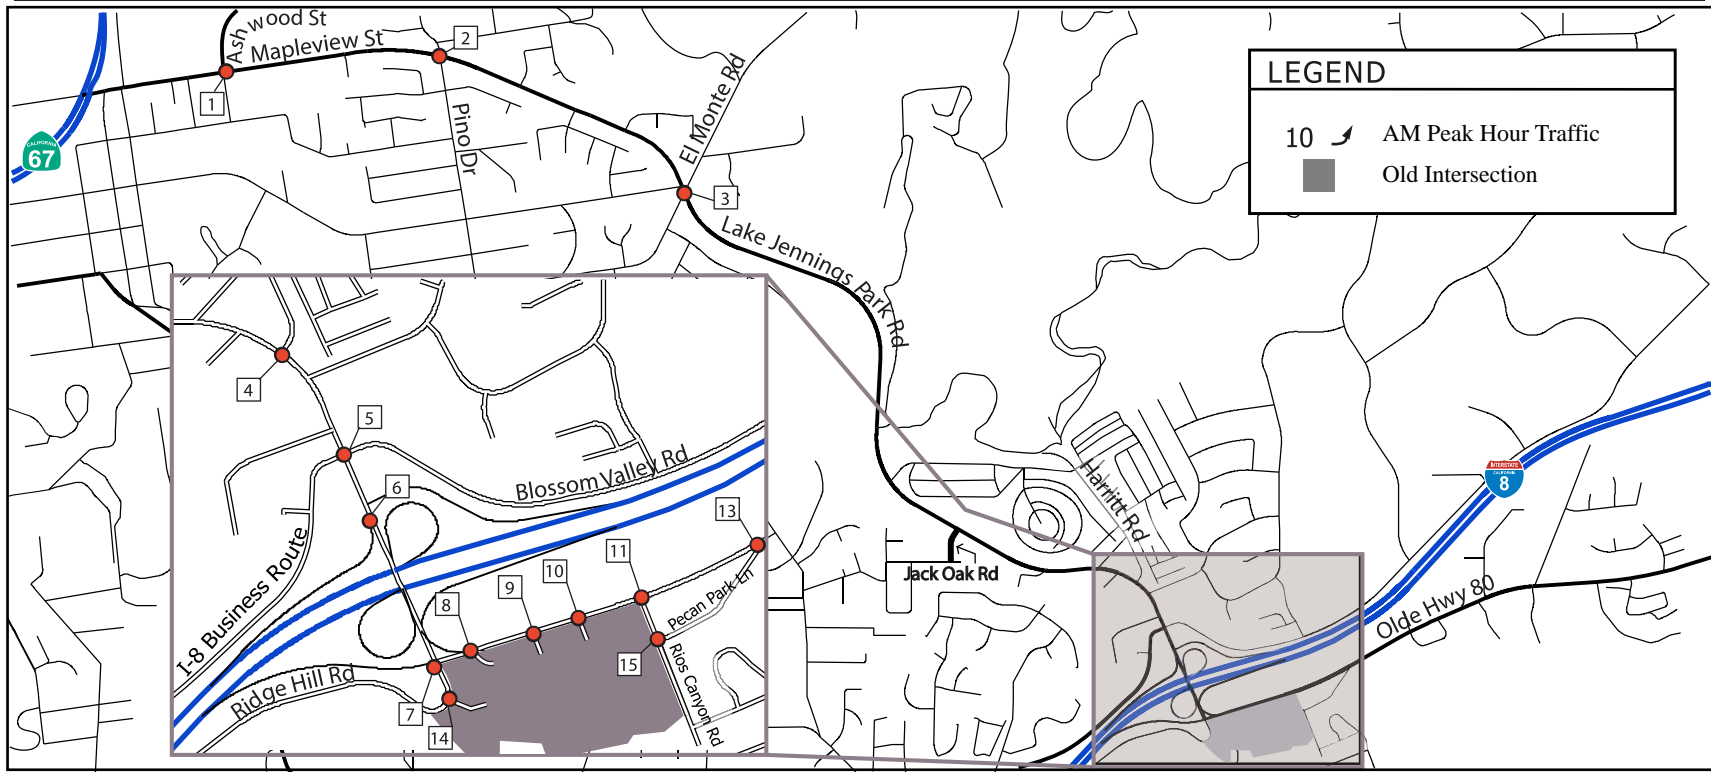 Ashwood St
Mapleview St
2
1
CALIFORNIA
67
Pino Dr
El Monte Rd
3
Lake Jennings Park Rd
LEGEND
10 AM Peak Hour Traffic
Old Intersection
4
5
6
Blossom Valley Rd
I-8 Business Route
13
11
10
9
8
Pecan Park Ln
15
Rios Canyon Rd
Ridge Hill Rd
7
14
Harritt Rd
Jack Oak Rd
INTERSTATE
CALIFORNIA
8
Olde Hwy 80